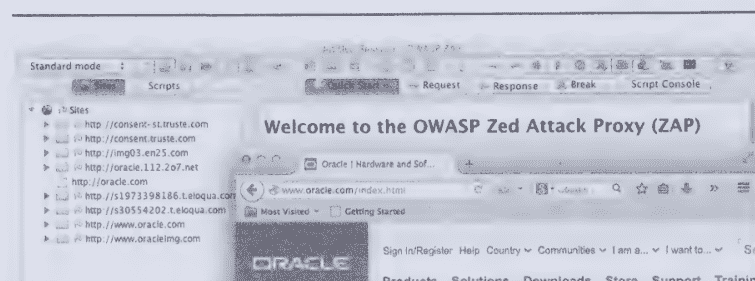 Standard mode
Sites Scripts Quick Start Request Response Break Script Console
Sites
http://consent-st.truste.com
http://consent.truste.com
http://img03.en25.com
http://oracle.112.2o7.net
http://oracle.com
http://s1973398186.t.eloqua.com
http://s30554202.t.eloqua.com
http://www.oracle.com
http://www.oracleimg.com
Welcome to the OWASP Zed Attack Proxy (ZAP)
Oracle | Hardware and Sof...
www.oracle.com/index.html
Most Visited Getting Started
ORACLE
Sign In/Register Help Country Communities I am a... I want to...
Products Solutions Downloads Store Support